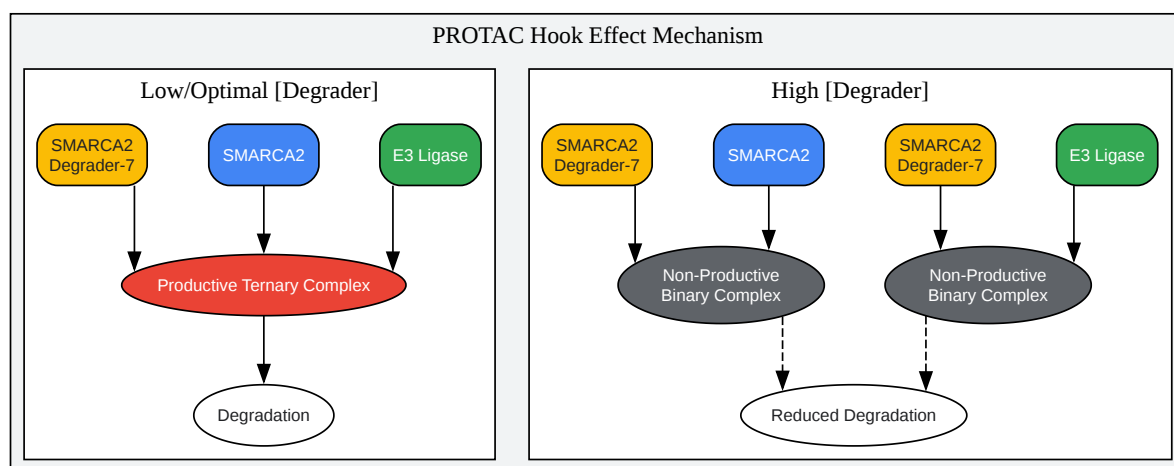 PROTAC Hook Effect Mechanism
Low/Optimal [Degrader]
SMARCA2
Degrader-7
SMARCA2
E3 Ligase
Productive Ternary Complex
Degradation
High [Degrader]
SMARCA2
Degrader-7
SMARCA2
SMARCA2
Degrader-7
E3 Ligase
Non-Productive
Binary Complex
Non-Productive
Binary Complex
Reduced Degradation